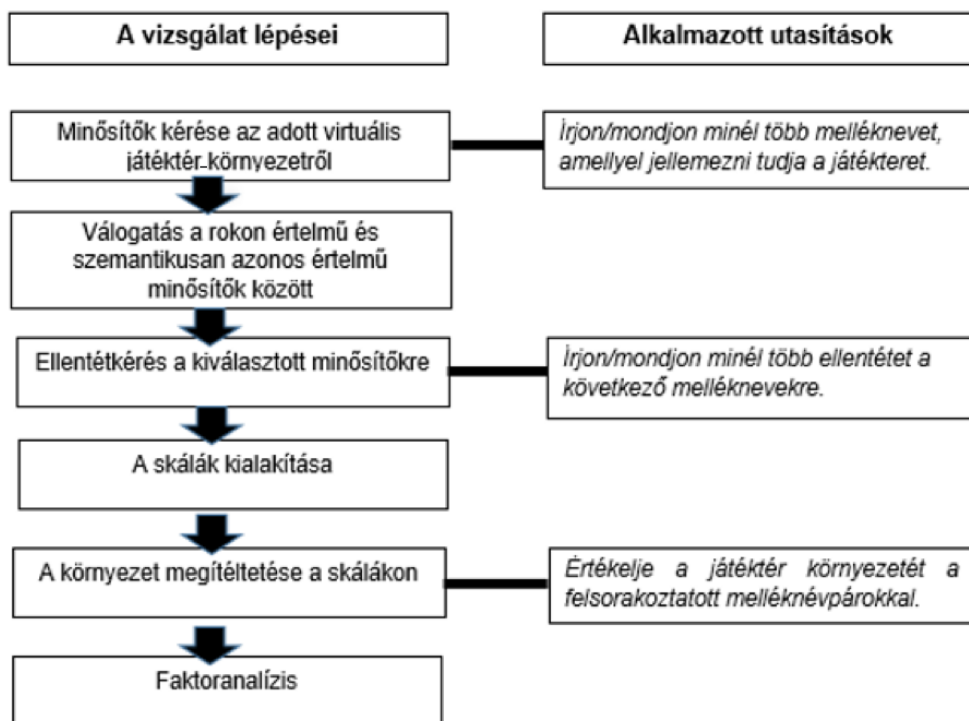 A vizsgálat lépései
Alkalmazott utasítások
Minősítők kérése az adott virtuális
játéktér-környezetről
Írjon/mondjon minél több melléknevet,
amellyel jellemezni tudja a játékteret.
Válogatás a rokon értelmű és
szemantikusan azonos értelmű
minősítők között
Ellentétkérés a kiválasztott minősítőkre
Írjon/mondjon minél több ellentétet a
következő melléknevekre.
A skálák kialakítása
A környezet megítéltetése a skálákon
Értékelje a játéktér környezetét a
felsorakoztatott melléknévpárokkal.
Faktoranalízis